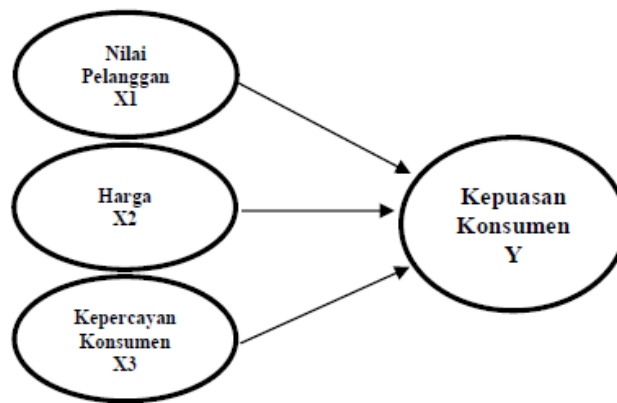 Nilai
Pelanggan
X1
Harga
X2
Kepercayan
Konsumen
X3
Kepuasan
Konsumen
Y